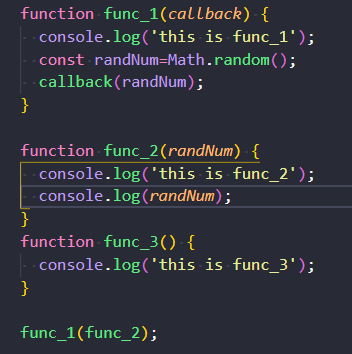 function func_1(callback) {
  console.log('this is func_1');
  const randNum=Math.random();
  callback(randNum);
}

function func_2(randNum) {
  console.log('this is func_2');
  console.log(randNum);
}
function func_3() {
  console.log('this is func_3');
}

func_1(func_2);